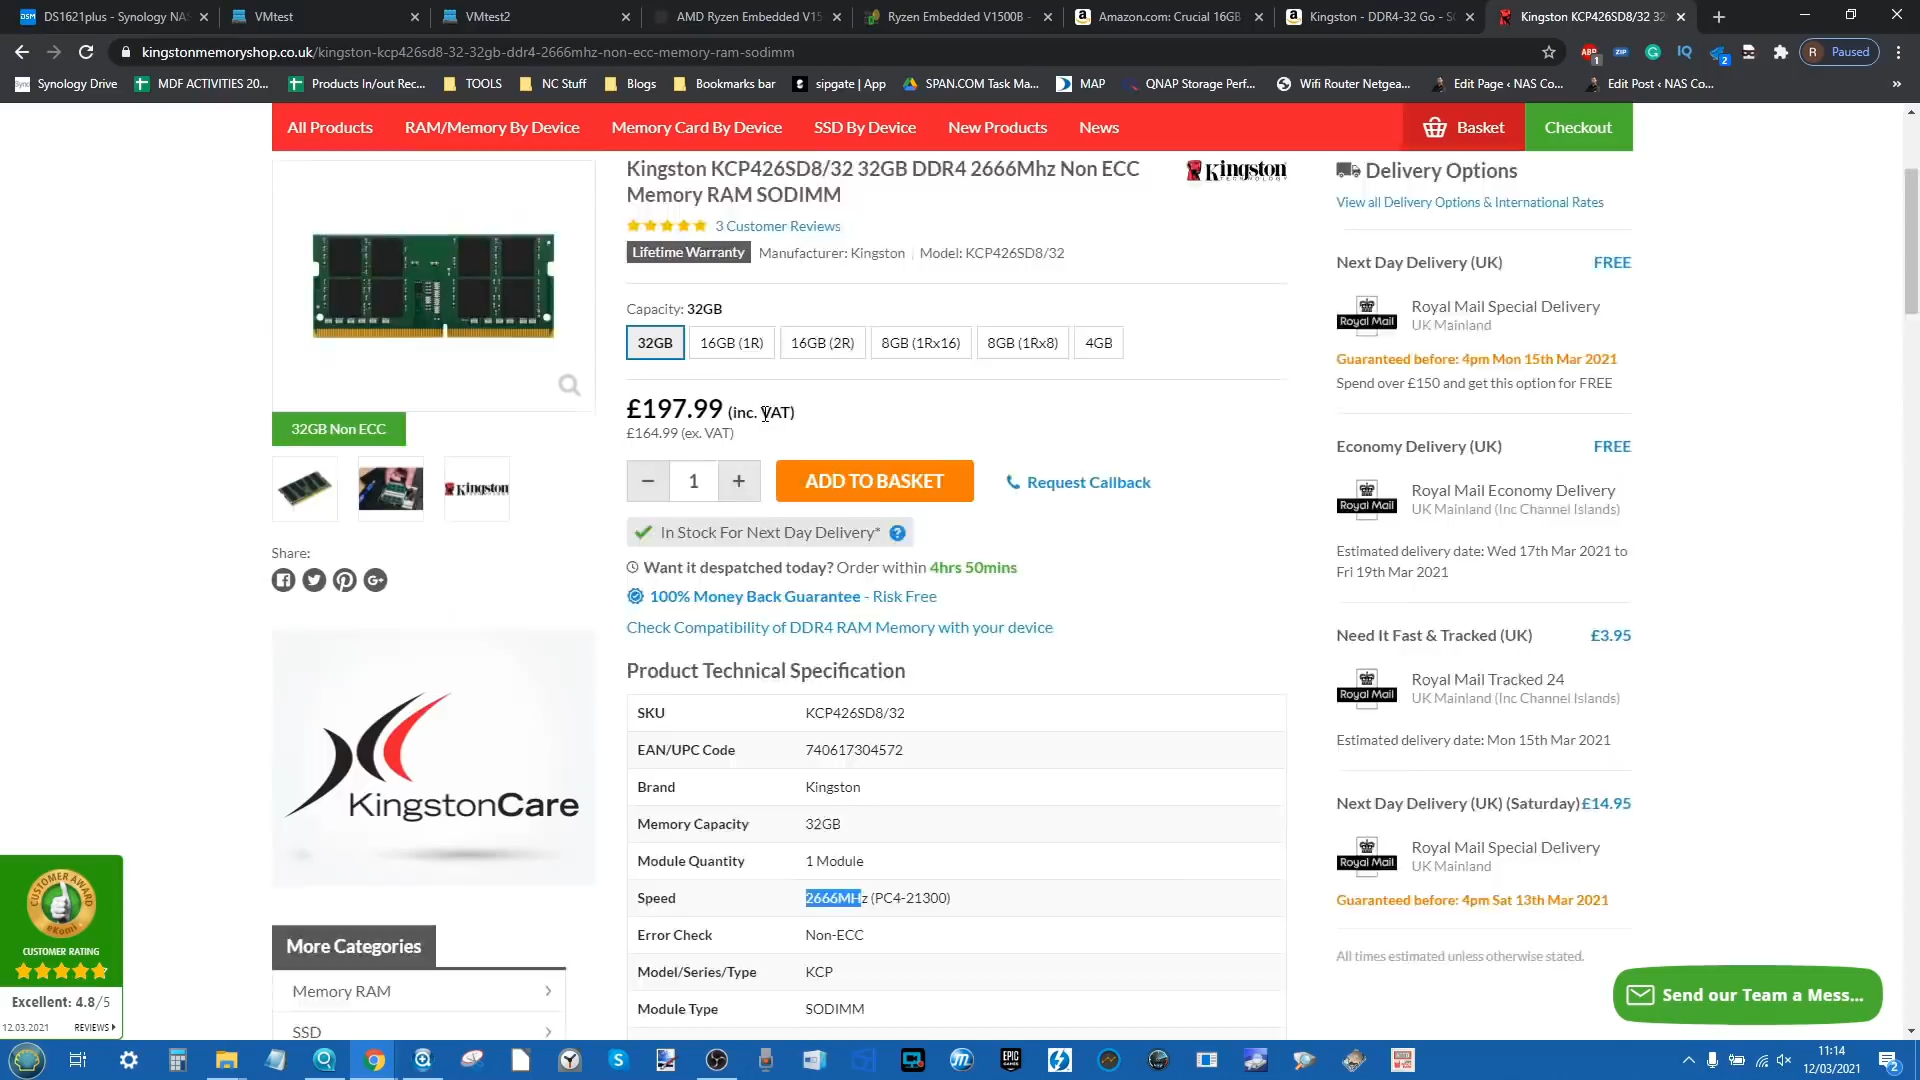 DS1621plus - Synology NAS
VMtest
VMtest2
AMD Ryzen Embedded V15
Ryzen Embedded V1500B -
Amazon.com: Crucial 16GB
Kingston - DDR4-32 Go - SO
Kingston KCP426SD8/32 32
kingstonmemoryshop.co.uk/kingston-kcp426sd8-32-32gb-ddr4-2666mhz-non-ecc-memory-ram-sodimm
R Paused
Synology Drive
MDF ACTIVITIES 20...
Products In/out Rec...
TOOLS
NC Stuff
Blogs
Bookmarks bar
sipgate | App
SPAN.COM Task Ma...
MAP
QNAP Storage Perf...
Wifi Router Netgea...
Edit Page ‹ NAS Co...
Edit Post ‹ NAS Co...
All Products
RAM/Memory By Device
Memory Card By Device
SSD By Device
New Products
News
Basket
Checkout
Kingston KCP426SD8/32 32GB DDR4 2666Mhz Non ECC
Memory RAM SODIMM
Kingston
TECHNOLOGY
3 Customer Reviews
Lifetime Warranty
Manufacturer: Kingston | Model: KCP426SD8/32
Capacity: 32GB
32GB
16GB (1R)
16GB (2R)
8GB (1Rx16)
8GB (1Rx8)
4GB
£197.99 (inc. VAT)
£164.99 (ex. VAT)
32GB Non ECC
Kingston
− 1 +
ADD TO BASKET
Request Callback
In Stock For Next Day Delivery*
Want it despatched today? Order within 4hrs 50mins
100% Money Back Guarantee - Risk Free
Check Compatibility of DDR4 RAM Memory with your device
Share:
KingstonCare
Product Technical Specification
SKU KCP426SD8/32
EAN/UPC Code 740617304572
Brand Kingston
Memory Capacity 32GB
Module Quantity 1 Module
Speed 2666MHz (PC4-21300)
Error Check Non-ECC
Model/Series/Type KCP
Module Type SODIMM
More Categories
Memory RAM
SSD
CUSTOMER AWARD
eKomi
CUSTOMER RATING
Excellent: 4.8/5
12.03.2021 REVIEWS
Delivery Options
View all Delivery Options & International Rates
Next Day Delivery (UK) FREE
Royal Mail
Royal Mail Special Delivery
UK Mainland
Guaranteed before: 4pm Mon 15th Mar 2021
Spend over £150 and get this option for FREE
Economy Delivery (UK) FREE
Royal Mail
Royal Mail Economy Delivery
UK Mainland (Inc Channel Islands)
Estimated delivery date: Wed 17th Mar 2021 to
Fri 19th Mar 2021
Need It Fast & Tracked (UK) £3.95
Royal Mail
Royal Mail Tracked 24
UK Mainland (Inc Channel Islands)
Estimated delivery date: Mon 15th Mar 2021
Next Day Delivery (UK) (Saturday) £14.95
Royal Mail
Royal Mail Special Delivery
UK Mainland
Guaranteed before: 4pm Sat 13th Mar 2021
All times estimated unless otherwise stated.
Send our Team a Mess...
11:14
12/03/2021